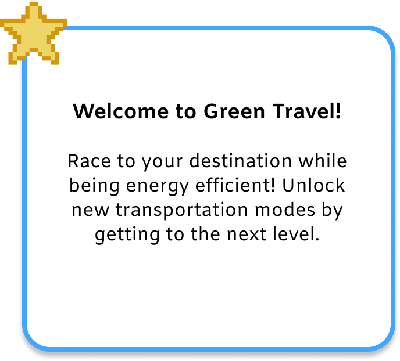 Welcome to Green Travel!
Race to your destination while
being energy efficient! Unlock
new transportation modes by
getting to the next level.